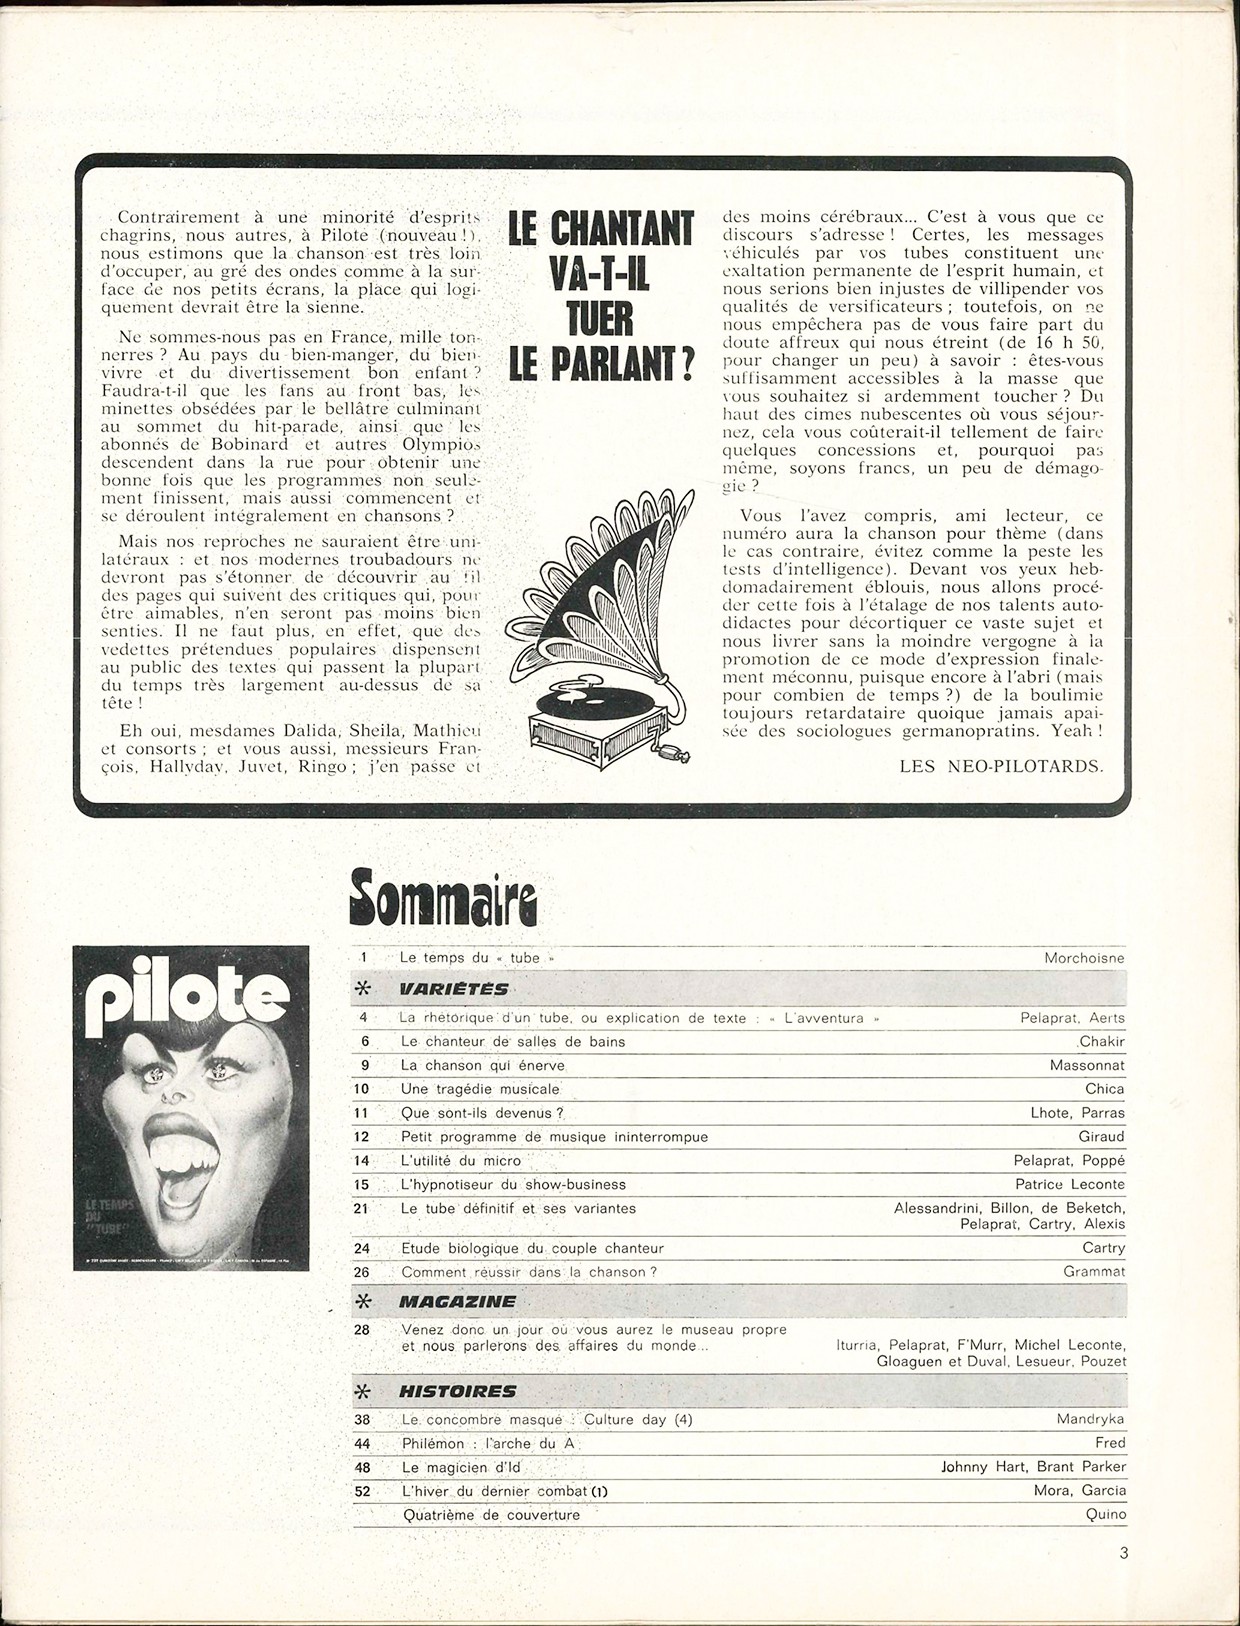 Contrairement à une minorité d'esprits
chagrins, nous autres, à Pilote (nouveau !),
nous estimons que la chanson est très loin
d'occuper, au gré des ondes comme à la sur-
face de nos petits écrans, la place qui logi-
quement devrait être la sienne.
Ne sommes-nous pas en France, mille ton-
nerres ? Au pays du bien-manger, du bien-
vivre et du divertissement bon enfant ?
Faudra-t-il que les fans au front bas, les
minettes obsédées par le bellâtre culminant
au sommet du hit-parade, ainsi que les
abonnés de Bobinard et autres Olympios
descendent dans la rue pour obtenir une
bonne fois que les programmes non seule-
ment finissent, mais aussi commencent et
se déroulent intégralement en chansons ?
Mais nos reproches ne sauraient être uni-
latéraux : et nos modernes troubadours ne
devront pas s'étonner de découvrir au fil
des pages qui suivent des critiques qui, pour
être aimables, n'en seront pas moins bien
senties. Il ne faut plus, en effet, que des
vedettes prétendues populaires dispensent
au public des textes qui passent la plupart
du temps très largement au-dessus de sa
tête !
Eh oui, mesdames Dalida, Sheila, Mathieu
et consorts ; et vous aussi, messieurs Fran-
çois, Hallyday, Juvet, Ringo ; j'en passe et
LE CHANTANT
VA-T-IL
TUER
LE PARLANT ?
des moins cérébraux... C'est à vous que ce
discours s'adresse ! Certes, les messages
véhiculés par vos tubes constituent une
exaltation permanente de l'esprit humain, et
nous serions bien injustes de villipender vos
qualités de versificateurs ; toutefois, on ne
nous empêchera pas de vous faire part du
doute affreux qui nous étreint (de 16 h 50,
pour changer un peu) à savoir : êtes-vous
suffisamment accessibles à la masse que
vous souhaitez si ardemment toucher ? Du
haut des cimes nubescentes où vous séjour-
nez, cela vous coûterait-il tellement de faire
quelques concessions et, pourquoi pas
même, soyons francs, un peu de démago-
gie ?
Vous l'avez compris, ami lecteur, ce
numéro aura la chanson pour thème (dans
le cas contraire, évitez comme la peste les
tests d'intelligence). Devant vos yeux heb-
domadairement éblouis, nous allons procé-
der cette fois à l'étalage de nos talents auto-
didactes pour décortiquer ce vaste sujet et
nous livrer sans la moindre vergogne à la
promotion de ce mode d'expression finale-
ment méconnu, puisque encore à l'abri (mais
pour combien de temps ?) de la boulimie
toujours retardataire quoique jamais apai-
sée des sociologues germanopratins. Yeah !
LES NEO-PILOTARDS.
Sommaire
pilote
LE TEMPS
DU
"TUBE"
1 Le temps du « tube » Morchoisne
* VARIÉTÉS
4 La rhétorique d'un tube, ou explication de texte : « L'avventura » Pelaprat, Aerts
6 Le chanteur de salles de bains Chakir
9 La chanson qui énerve Massonnat
10 Une tragédie musicale Chica
11 Que sont-ils devenus ? Lhote, Parras
12 Petit programme de musique ininterrompue Giraud
14 L'utilité du micro Pelaprat, Poppé
15 L'hypnotiseur du show-business Patrice Leconte
21 Le tube définitif et ses variantes Alessandrini, Billon, de Beketch,
Pelaprat, Cartry, Alexis
24 Etude biologique du couple chanteur Cartry
26 Comment réussir dans la chanson ? Grammat
* MAGAZINE
28 Venez donc un jour où vous aurez le museau propre
et nous parlerons des affaires du monde... Iturria, Pelaprat, F'Murr, Michel Leconte,
Gloaguen et Duval, Lesueur, Pouzet
* HISTOIRES
38 Le concombre masqué : Culture day (4) Mandryka
44 Philémon : l'arche du A Fred
48 Le magicien d'Id Johnny Hart, Brant Parker
52 L'hiver du dernier combat (1) Mora, Garcia
Quatrième de couverture Quino
3